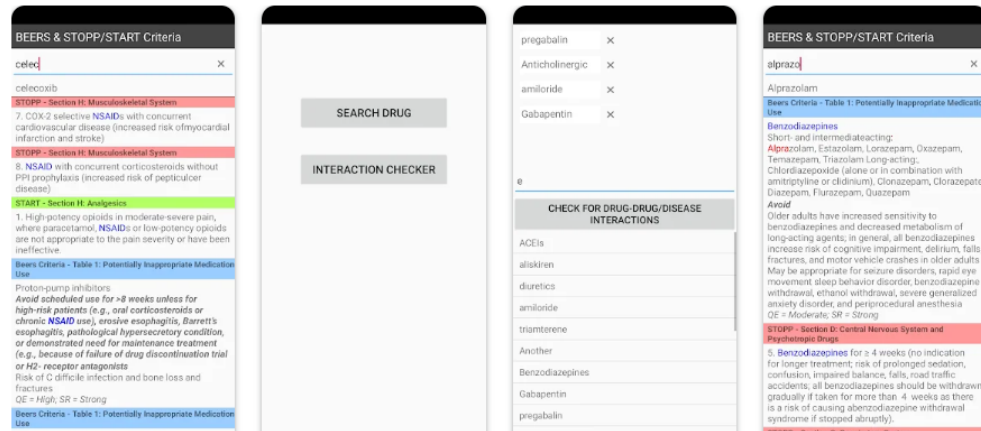 BEERS & STOPP/START Criteria
celec
celecoxib
STOPP - Section H: Musculoskeletal System
7. COX-2 selective NSAIDs with concurrent
cardiovascular disease (increased risk ofmyocardial
infarction and stroke)
STOPP - Section H: Musculoskeletal System
8. NSAID with concurrent corticosteroids without
PPI prophylaxis (increased risk of pepticulcer
disease)
START - Section H: Analgesics
1. High-potency opioids in moderate-severe pain,
where paracetamol, NSAIDs or low-potency opioids
are not appropriate to the pain severity or have been
ineffective.
Beers Criteria - Table 1: Potentially Inappropriate Medication
Use
Proton-pump inhibitors
Avoid scheduled use for >8 weeks unless for
high-risk patients (e.g., oral corticosteroids or
chronic NSAID use), erosive esophagitis, Barrett's
esophagitis, pathological hypersecretory condition,
or demonstrated need for maintenance treatment
(e.g., because of failure of drug discontinuation trial
or H2- receptor antagonists
Risk of C difficile infection and bone loss and
fractures
QE = High; SR = Strong
Beers Criteria - Table 1: Potentially Inappropriate Medication
Use
SEARCH DRUG
INTERACTION CHECKER
pregabalin
Anticholinergic
amiloride
Gabapentin
e
CHECK FOR DRUG-DRUG/DISEASE
INTERACTIONS
ACEIs
aliskiren
diuretics
amiloride
triamterene
Another
Benzodiazepines
Gabapentin
pregabalin
BEERS & STOPP/START Criteria
alprazo
Alprazolam
Beers Criteria - Table 1: Potentially Inappropriate Medicatio
Use
Benzodiazepines
Short- and intermediateacting:
Alprazolam, Estazolam, Lorazepam, Oxazepam,
Temazepam, Triazolam Long-acting:,
Chlordiazepoxide (alone or in combination with
amitriptyline or clidinium), Clonazepam, Clorazepate
Diazepam, Flurazepam, Quazepam
Avoid
Older adults have increased sensitivity to
benzodiazepines and decreased metabolism of
long-acting agents; in general, all benzodiazepines
increase risk of cognitive impairment, delirium, falls
fractures, and motor vehicle crashes in older adults
May be appropriate for seizure disorders, rapid eye
movement sleep behavior disorder, benzodiazepine
withdrawal, ethanol withdrawal, severe generalized
anxiety disorder, and periprocedural anesthesia
QE = Moderate; SR = Strong
STOPP - Section D: Central Nervous System and
Psychotropic Drugs
5. Benzodiazepines for ≥ 4 weeks (no indication
for longer treatment; risk of prolonged sedation,
confusion, impaired balance, falls, road traffic
accidents; all benzodiazepines should be withdrawn
gradually if taken for more than 4 weeks as there
is a risk of causing abenzodiazepine withdrawal
syndrome if stopped abruptly).